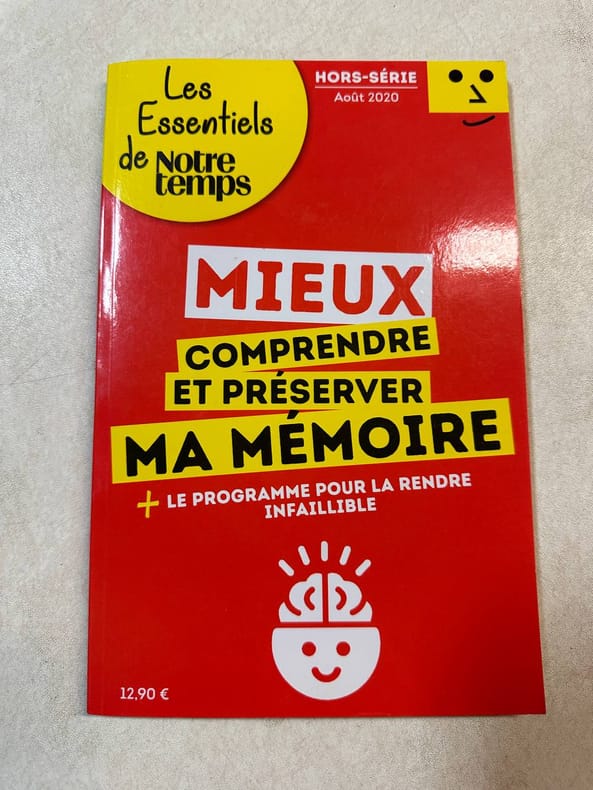 Les
Essentiels
de Notre
temps
HORS-SÉRIE
Août 2020
MIEUX
COMPRENDRE
ET PRÉSERVER
MA MÉMOIRE
+ LE PROGRAMME POUR LA RENDRE
INFAILLIBLE
12,90 €